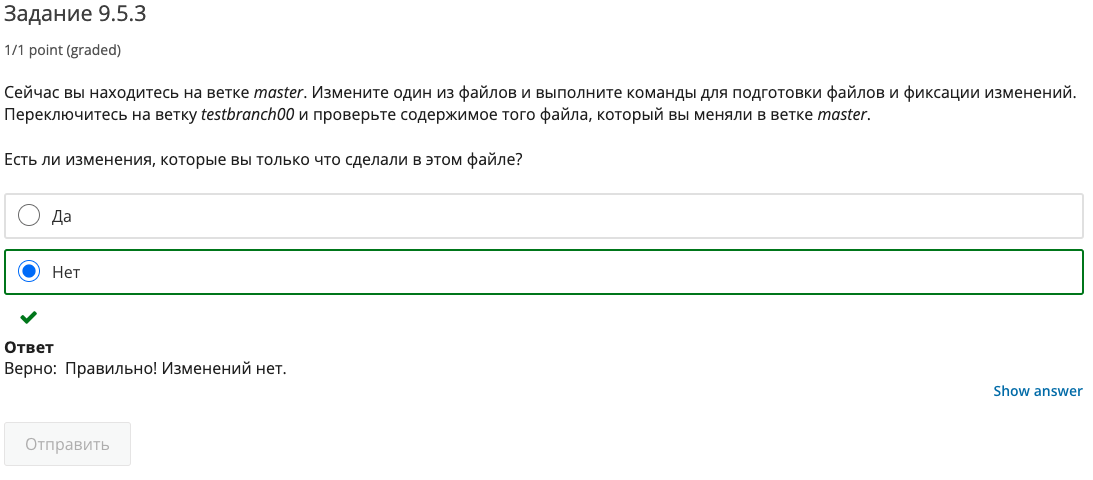 Задание 9.5.3
1/1 point (graded)
Сейчас вы находитесь на ветке master. Измените один из файлов и выполните команды для подготовки файлов и фиксации изменений.
Переключитесь на ветку testbranch00 и проверьте содержимое того файла, который вы меняли в ветке master.
Есть ли изменения, которые вы только что сделали в этом файле?
Да
Нет
Ответ
Верно: Правильно! Изменений нет.
Show answer
Отправить